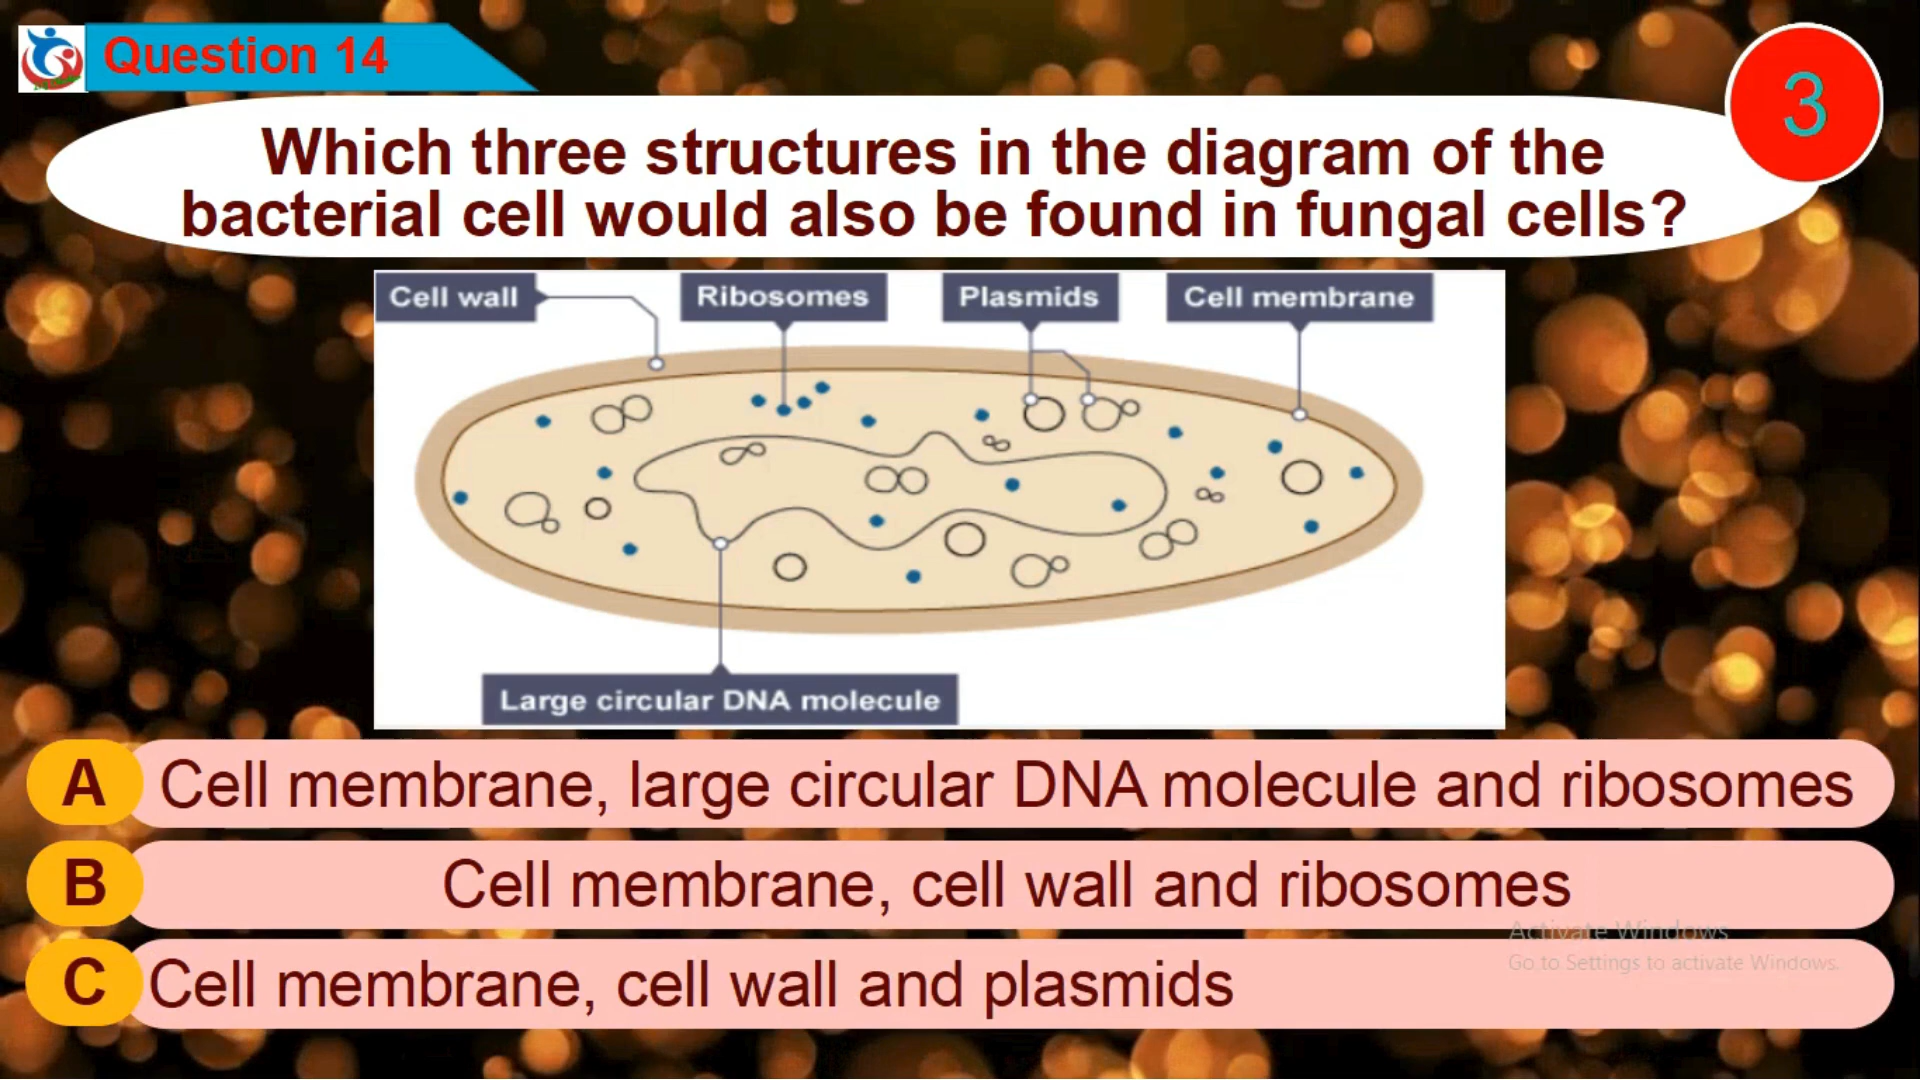 Question 14
3
Which three structures in the diagram of the
bacterial cell would also be found in fungal cells?
Cell wall
Ribosomes
Plasmids
Cell membrane
Large circular DNA molecule
A Cell membrane, large circular DNA molecule and ribosomes
B Cell membrane, cell wall and ribosomes
Activate Windows
Go to Settings to activate Windows.
C Cell membrane, cell wall and plasmids